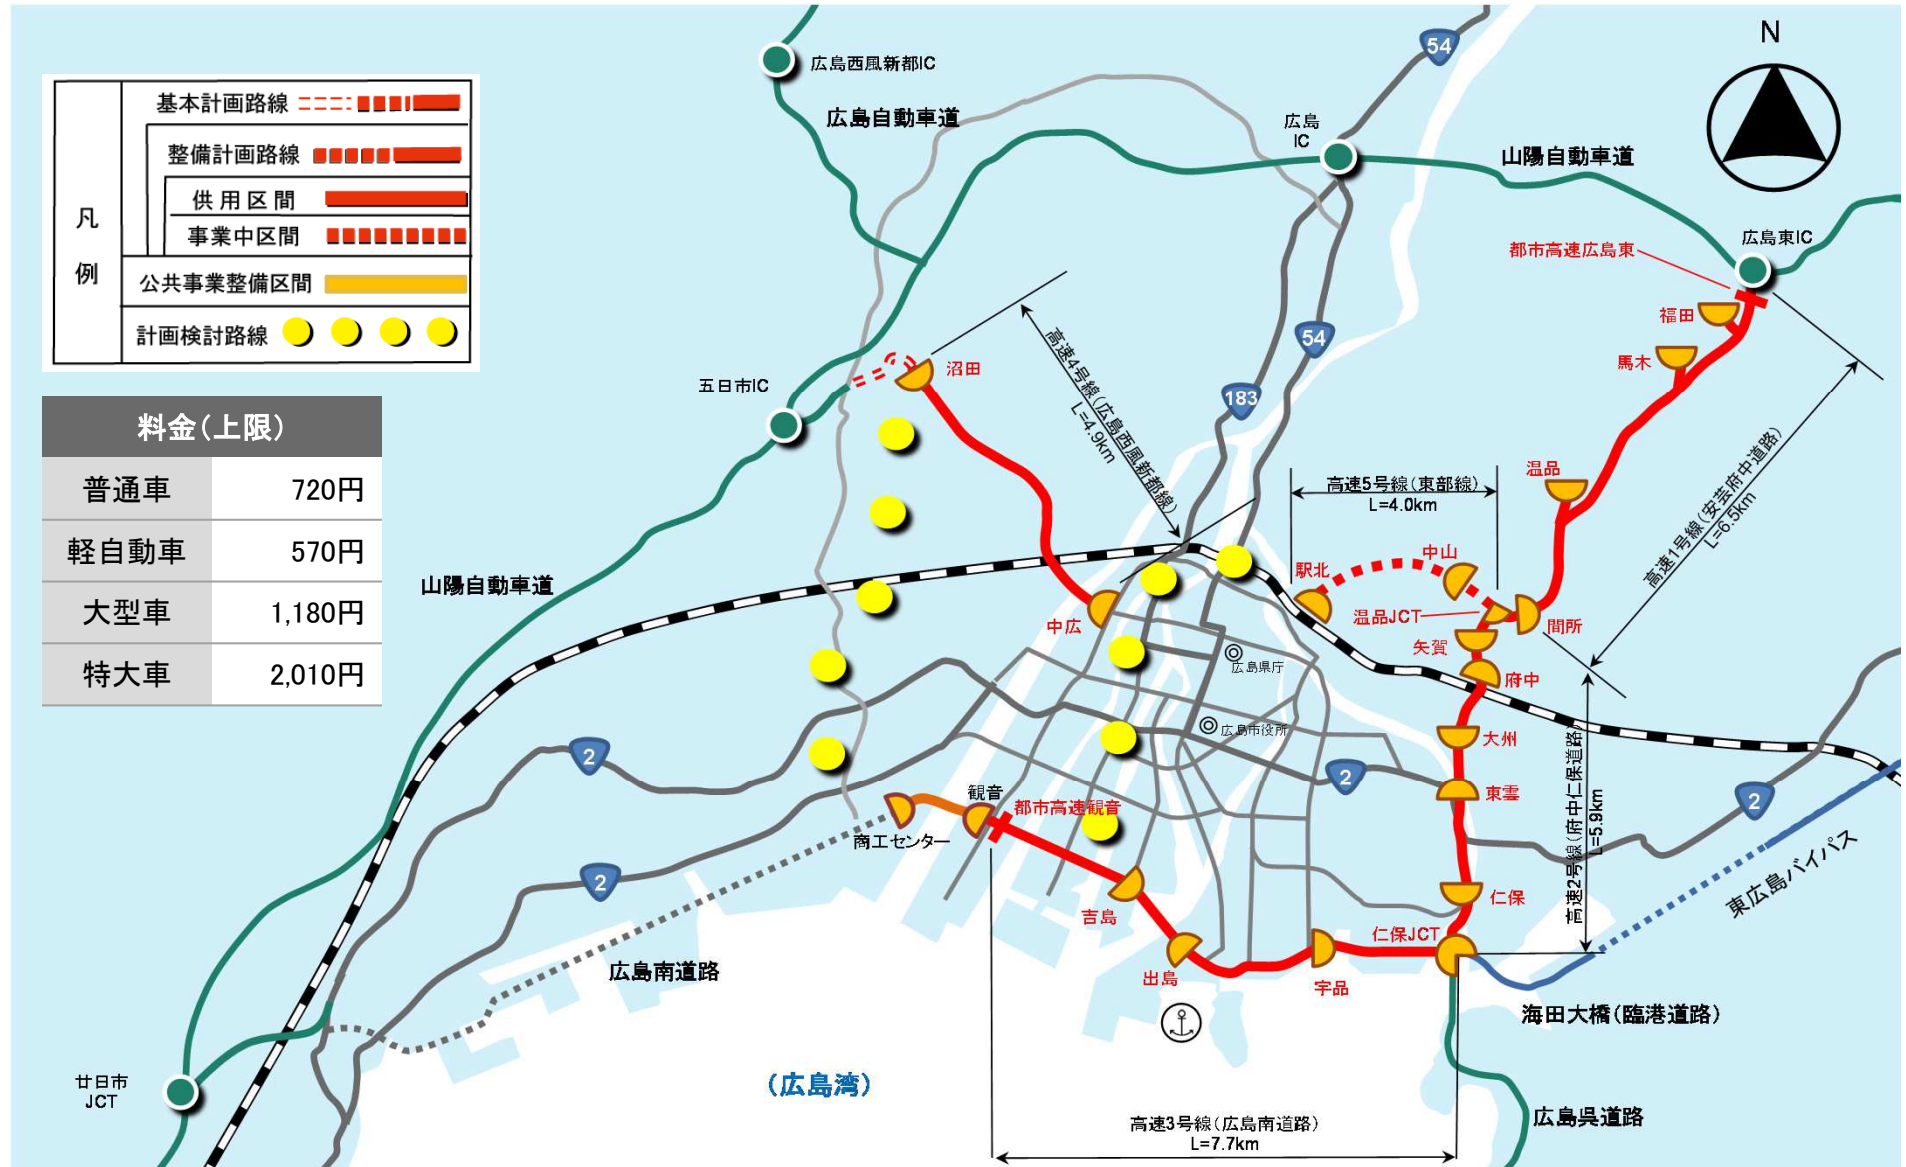 凡例
基本計画路線
整備計画路線
供用区間
事業中区間
公共事業整備区間
計画検討路線
料金（上限）
普通車 720円
軽自動車 570円
大型車 1,180円
特大車 2,010円
広島西風新都IC
広島自動車道
54
N
広島
IC
山陽自動車道
広島東IC
都市高速広島東
福田
馬木
54
183
高速4号線（広島西風新都線）
L=4.9km
沼田
五日市IC
温品
高速5号線（東部線）
L=4.0km
高速1号線（安芸府中道路）
L=6.5km
山陽自動車道
駅北
中山
温品JCT
間所
矢賀
府中
中広
広島県庁
広島市役所
大州
2
2
2
東雲
高速2号線（府中仁保道路）
L=5.9km
観音
都市高速観音
商工センター
2
吉島
仁保
仁保JCT
東広島バイパス
広島南道路
出島
宇品
海田大橋（臨港道路）
（広島湾）
廿日市
JCT
高速3号線（広島南道路）
L=7.7km
広島呉道路